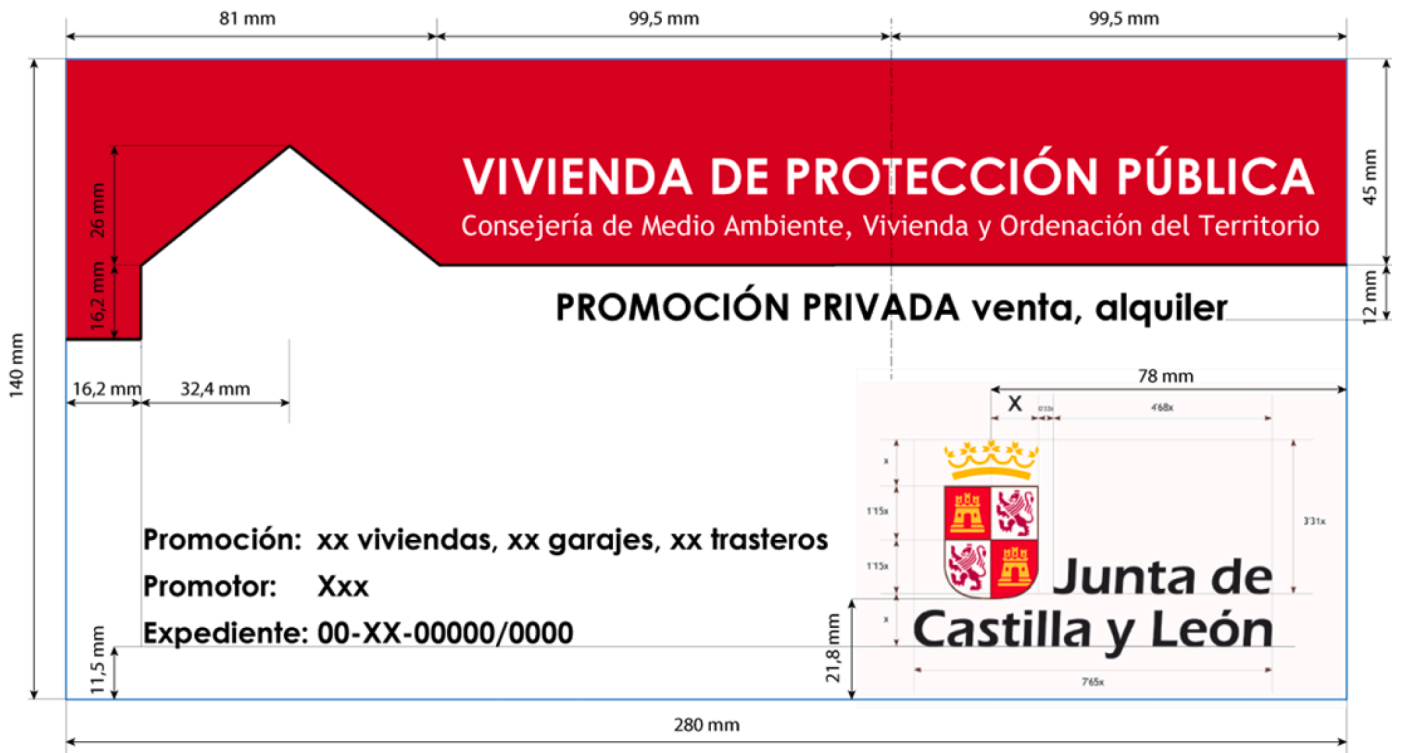 81 mm 99,5 mm 99,5 mm
VIVIENDA DE PROTECCIÓN PÚBLICA
Consejería de Medio Ambiente, Vivienda y Ordenación del Territorio
45 mm
26 mm
16,2 mm
12 mm
PROMOCIÓN PRIVADA venta, alquiler
140 mm
16,2 mm 32,4 mm
78 mm
X 0'33x 4'68x
x
1'15x
1'15x
x
3'31x
Promoción: xx viviendas, xx garajes, xx trasteros
Promotor: Xxx
Expediente: 00-XX-00000/0000
Junta de
Castilla y León
11,5 mm
21,8 mm
7'65x
280 mm